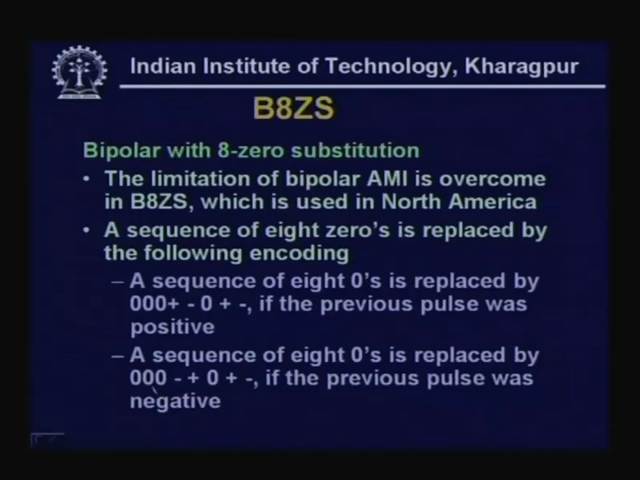 Indian Institute of Technology, Kharagpur
B8ZS
Bipolar with 8-zero substitution
• The limitation of bipolar AMI is overcome
in B8ZS, which is used in North America
• A sequence of eight zero's is replaced by
the following encoding
– A sequence of eight 0's is replaced by
000+ - 0 + -, if the previous pulse was
positive
– A sequence of eight 0's is replaced by
000 - + 0 + -, if the previous pulse was
negative